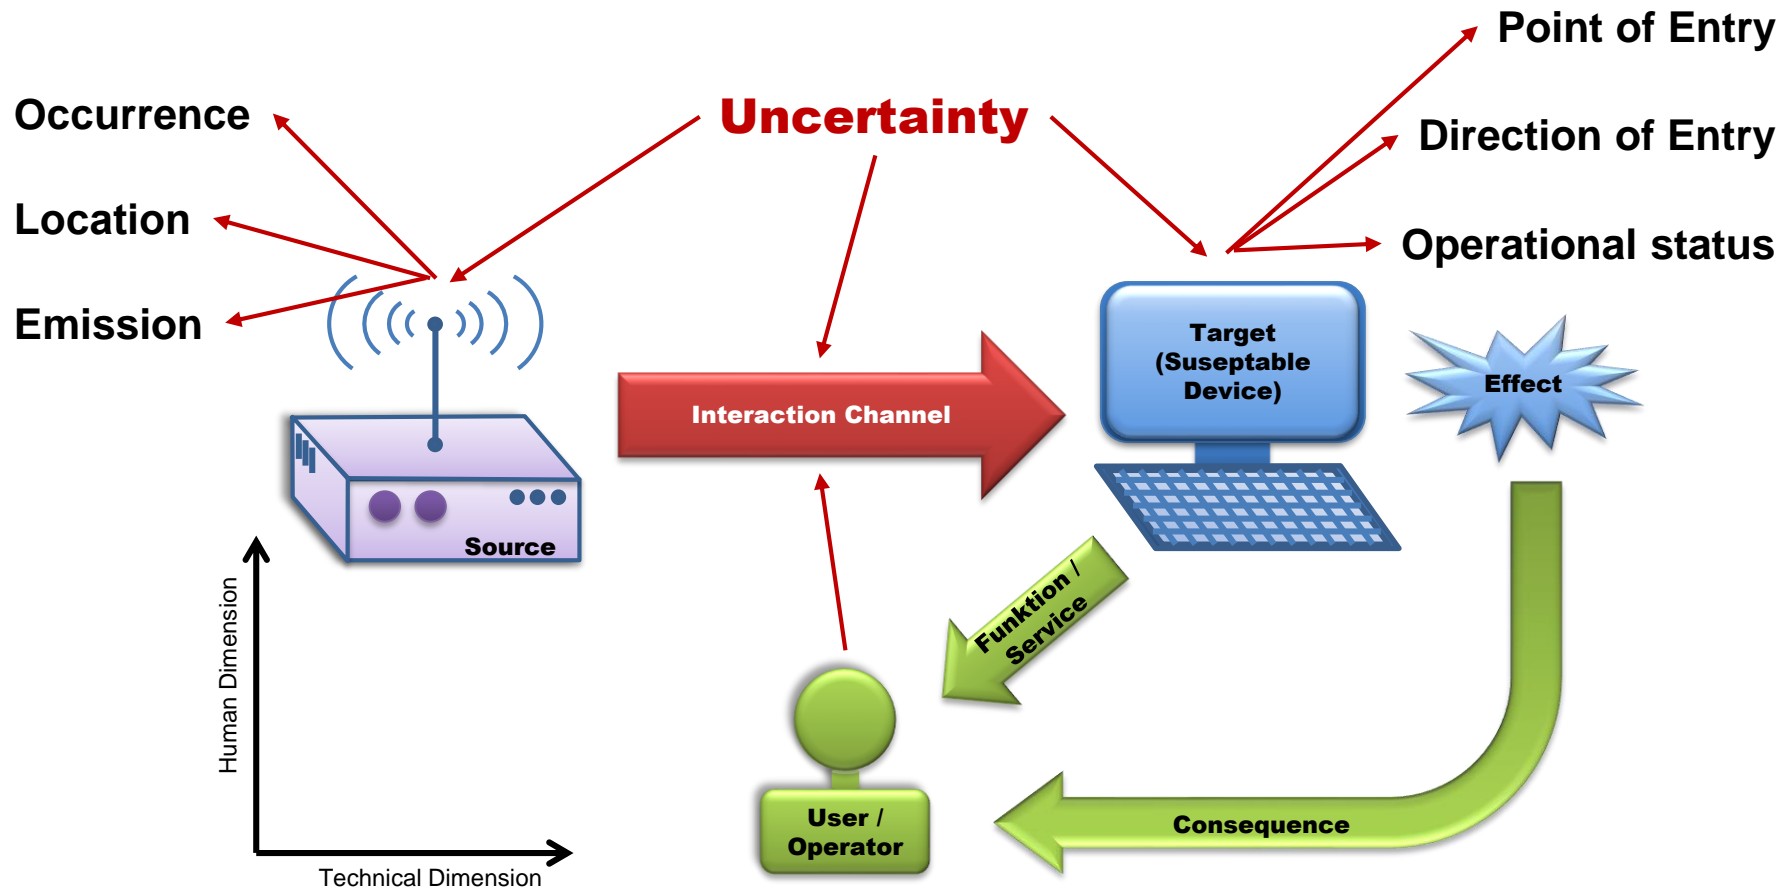 Point of Entry
Occurrence
Uncertainty
Direction of Entry
Location
Operational status
Emission
Target
(Suseptable
Device)
Effect
Interaction Channel
Source
Human Dimension
Technical Dimension
Funktion /
Service
User /
Operator
Consequence